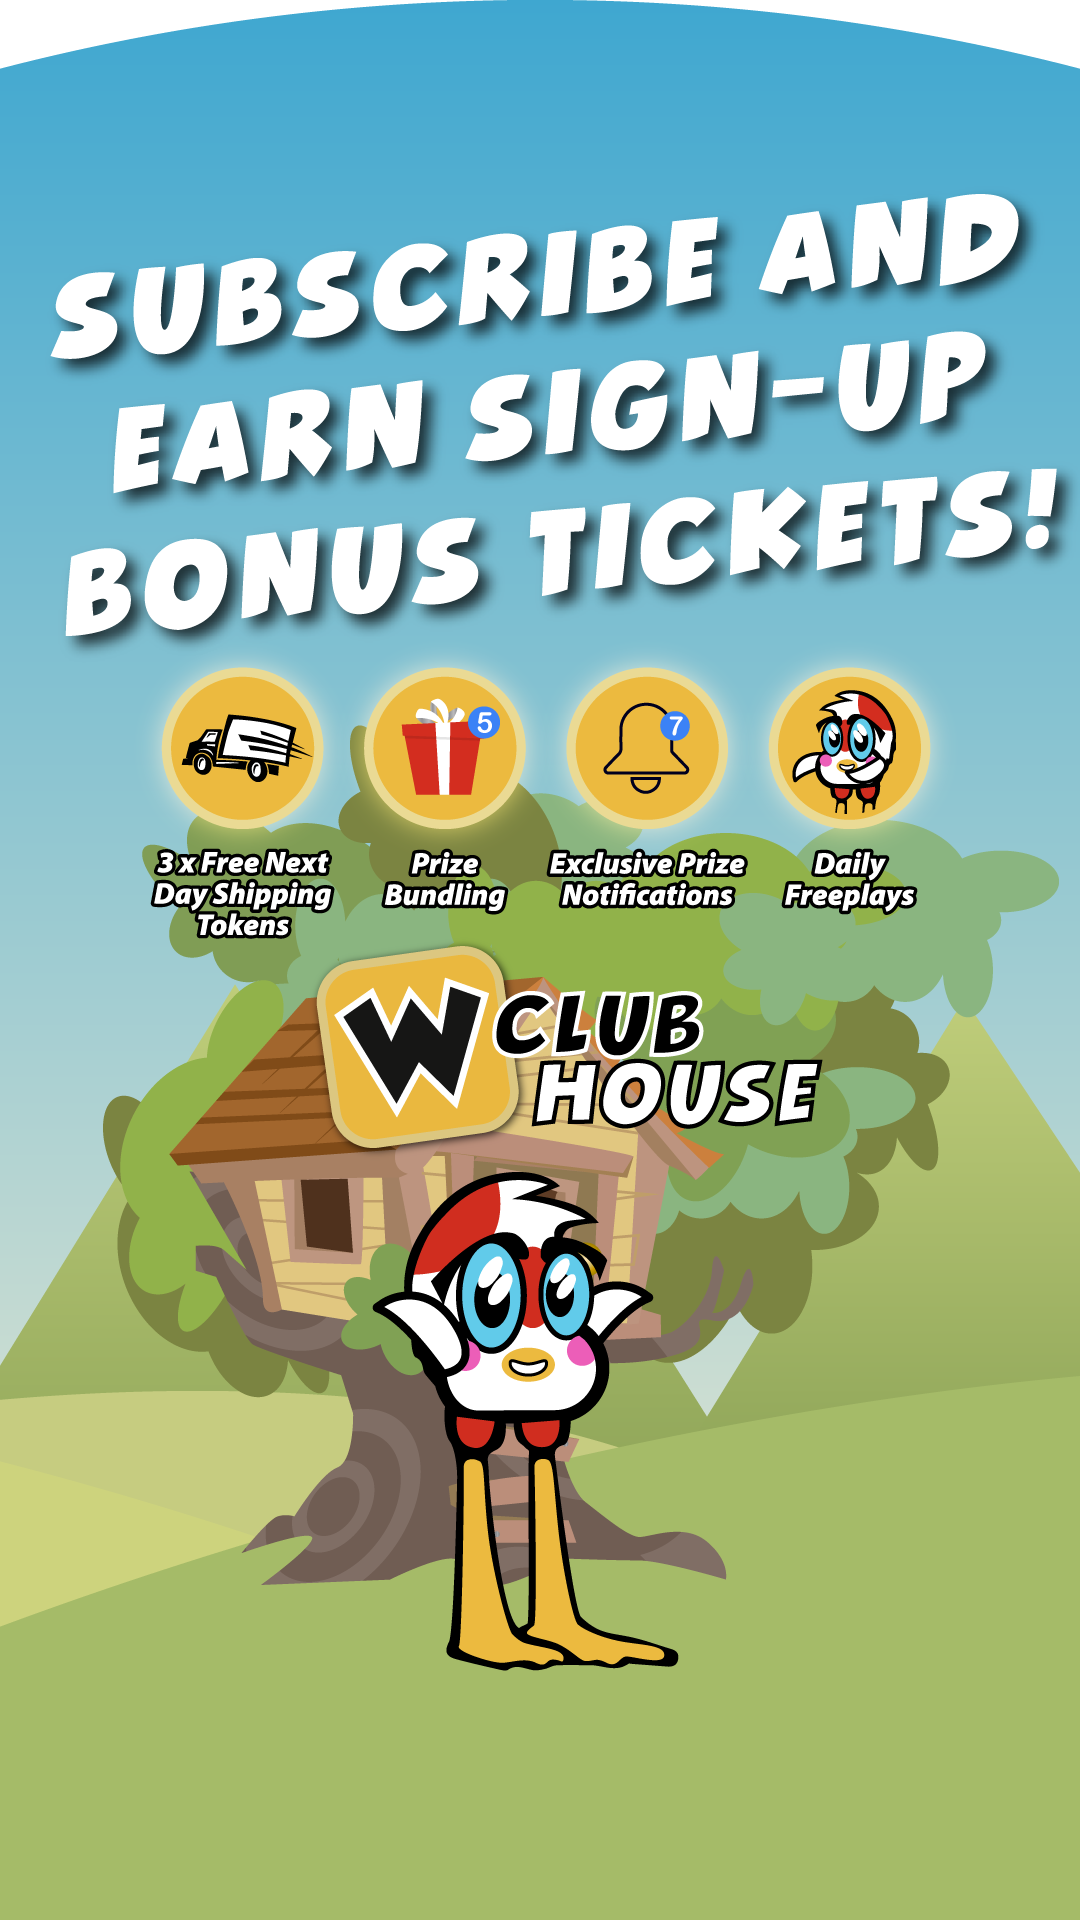 SUBSCRIBE AND
EARN SIGN-UP
BONUS TICKETS!
5
7
3 x Free Next
Day Shipping
Tokens
Prize
Bundling
Exclusive Prize
Notifications
Daily
Freeplays
W CLUB
HOUSE